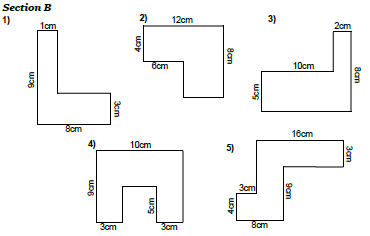 Section B
1)
1cm
9cm
3cm
8cm
2)
12cm
4cm
6cm
8cm
3)
2cm
10cm
5cm
8cm
4)
10cm
9cm
5cm
3cm
3cm
5)
16cm
3cm
3cm
9cm
4cm
8cm